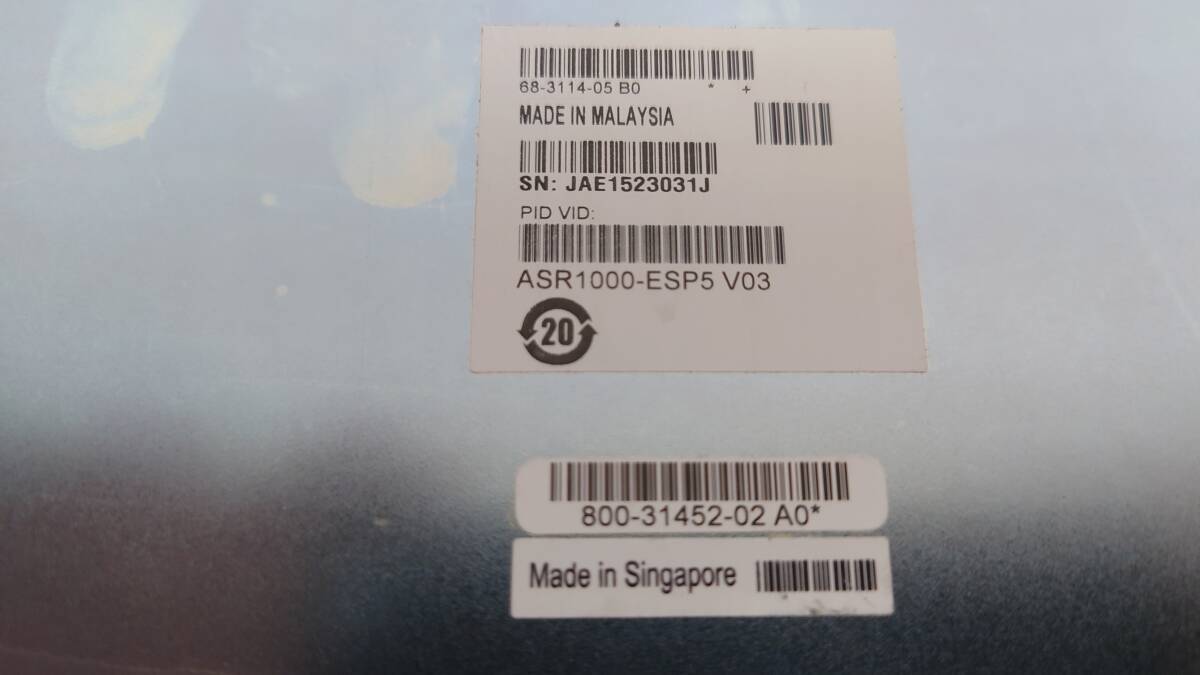 68-3114-05 B0 * +
MADE IN MALAYSIA
SN: JAE1523031J
PID VID:
ASR1000-ESP5 V03
20
800-31452-02 A0*
Made in Singapore